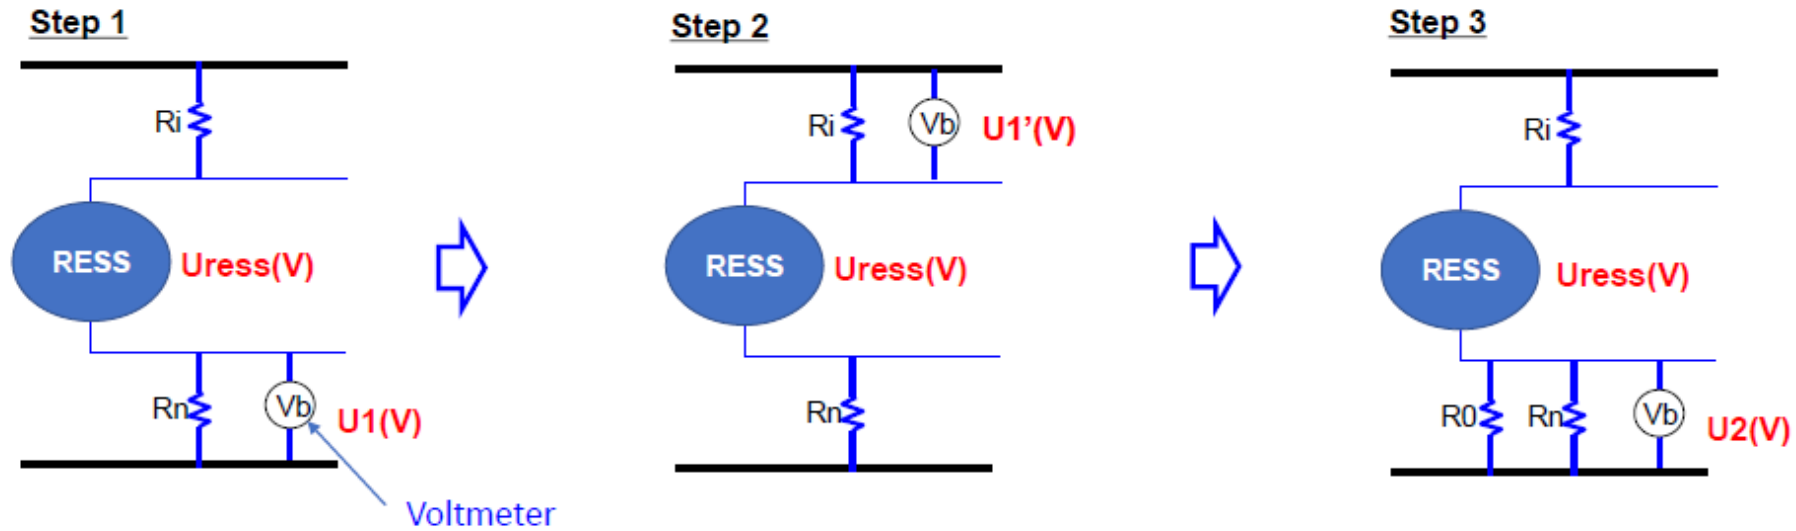 Step 1
Ri
RESS
Uress(V)
Rn
Vb
U1(V)
Voltmeter
Step 2
Ri
Vb
U1’(V)
RESS
Uress(V)
Rn
Step 3
Ri
RESS
Uress(V)
R0
Rn
Vb
U2(V)